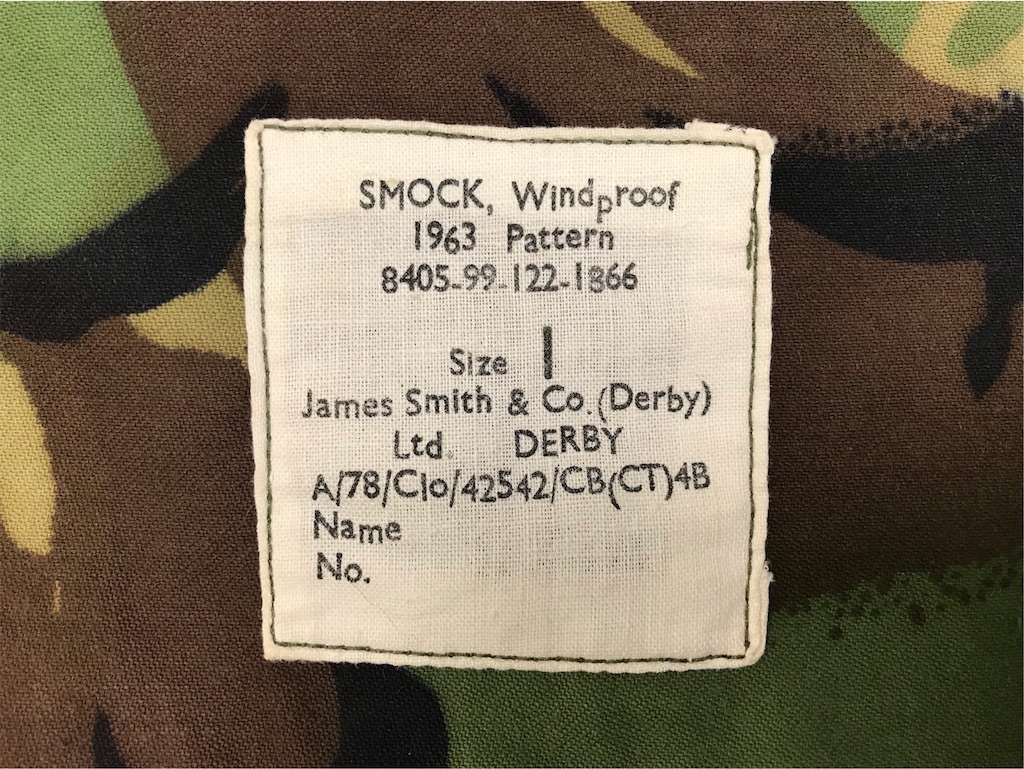 SMOCK, Windproof
1963 Pattern
8405-99-122-1866
Size 1
James Smith & Co.(Derby)
Ltd. DERBY
A/78/Clo/42542/CB(CT)4B
Name
No.